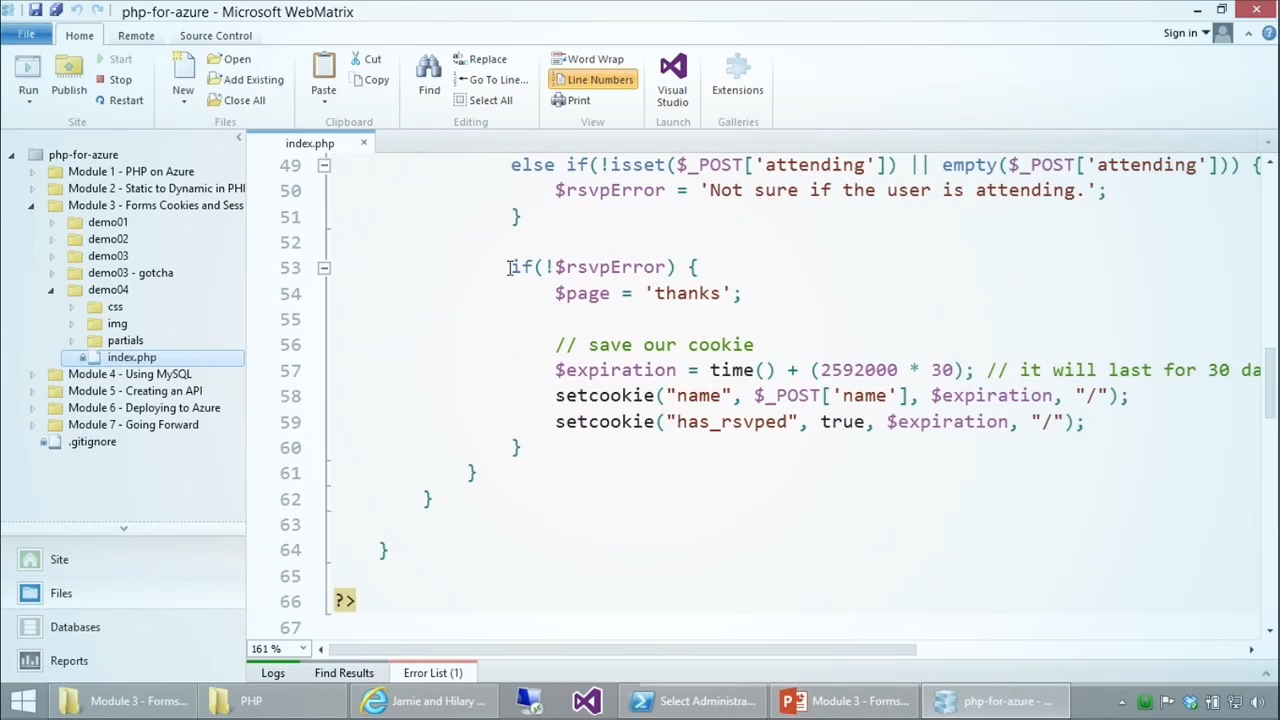 php-for-azure - Microsoft WebMatrix
File Home Remote Source Control Sign in
Run Publish Start Stop Restart Site
New Open Add Existing Close All Files
Paste Cut Copy Clipboard
Find Replace Go To Line... Select All Editing
Word Wrap Line Numbers Print View
Visual Studio Launch
Extensions Galleries
php-for-azure
Module 1 - PHP on Azure
Module 2 - Static to Dynamic in PHI
Module 3 - Forms Cookies and Sess
demo01
demo02
demo03
demo03 - gotcha
demo04
css
img
partials
index.php
Module 4 - Using MySQL
Module 5 - Creating an API
Module 6 - Deploying to Azure
Module 7 - Going Forward
.gitignore
Site
Files
Databases
Reports
index.php
49 else if(!isset($_POST['attending']) || empty($_POST['attending'])) {
50 $rsvpError = 'Not sure if the user is attending.';
51 }
52
53 if(!$rsvpError) {
54 $page = 'thanks';
55
56 // save our cookie
57 $expiration = time() + (2592000 * 30); // it will last for 30 da
58 setcookie("name", $_POST['name'], $expiration, "/");
59 setcookie("has_rsvped", true, $expiration, "/");
60 }
61 }
62 }
63
64 }
65
66 ?>
67
161 %
Logs Find Results Error List (1)
Module 3 - Forms... PHP Jamie and Hilary ... Select Administra... Module 3 - Forms... php-for-azure - ...